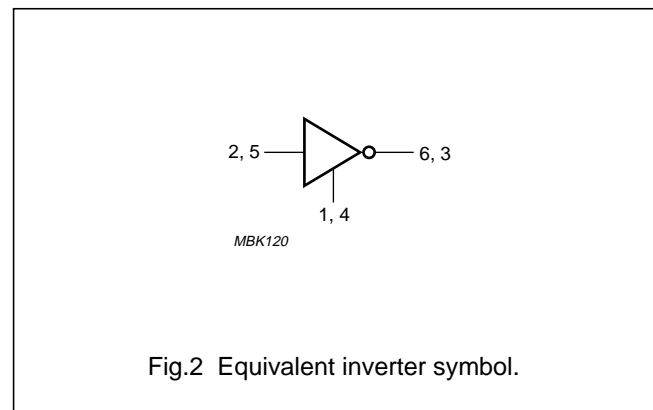 2, 5
6, 3
1, 4
MBK120
Fig.2 Equivalent inverter symbol.